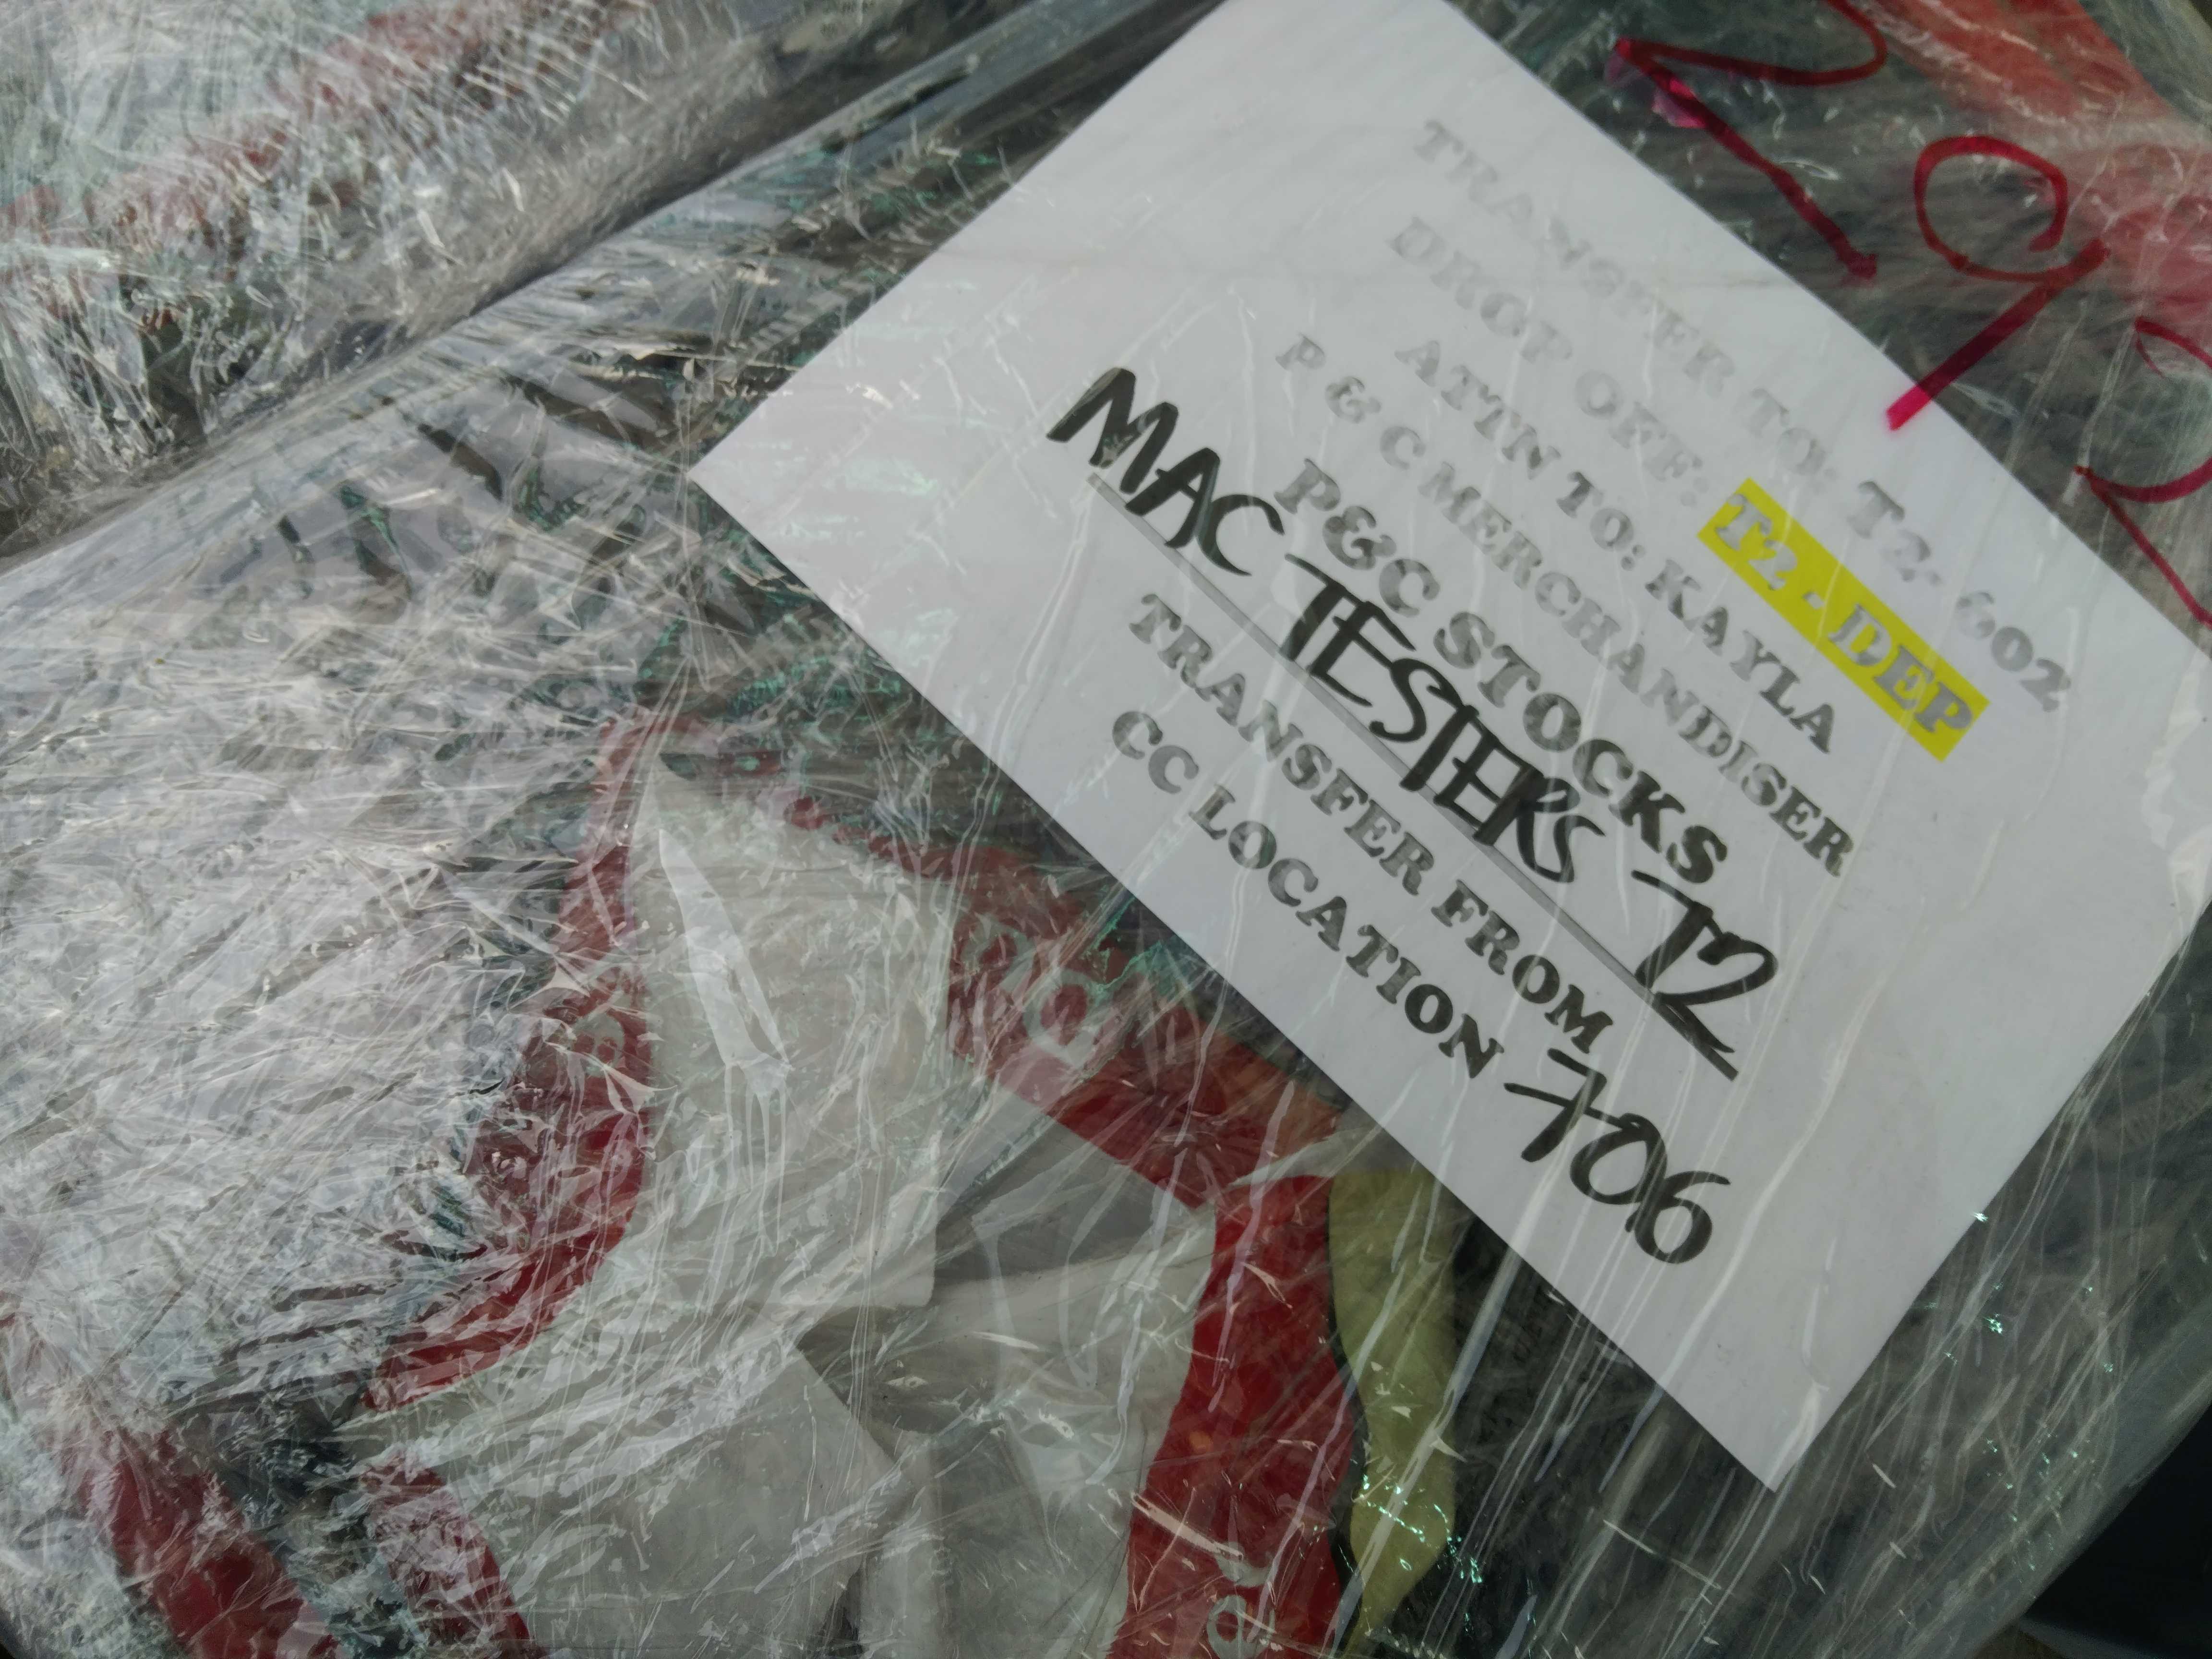 TRANSFER TO: T2- 602
DROP OFF: T2 - DEP
ATTN TO: KAYLA
P & C MERCHANDISER
P&C STOCKS
MAC TESTERS T2
TRANSFER FROM
CC LOCATION 706